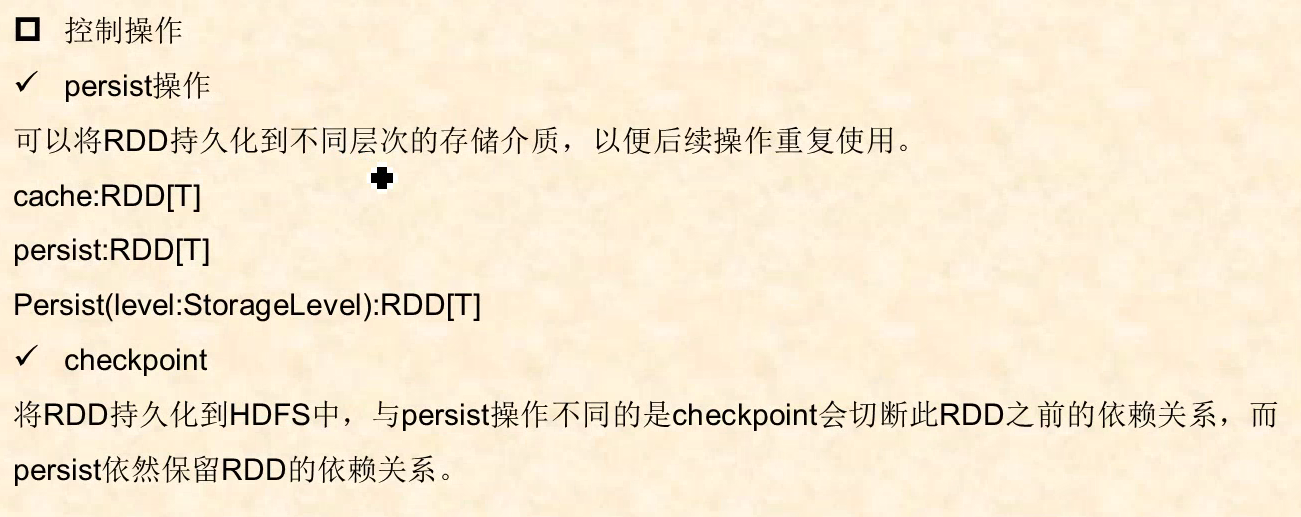 控制操作
✓ persist操作
可以将RDD持久化到不同层次的存储介质，以便后续操作重复使用。
cache:RDD[T]
persist:RDD[T]
Persist(level:StorageLevel):RDD[T]
✓ checkpoint
将RDD持久化到HDFS中，与persist操作不同的是checkpoint会切断此RDD之前的依赖关系，而
persist依然保留RDD的依赖关系。